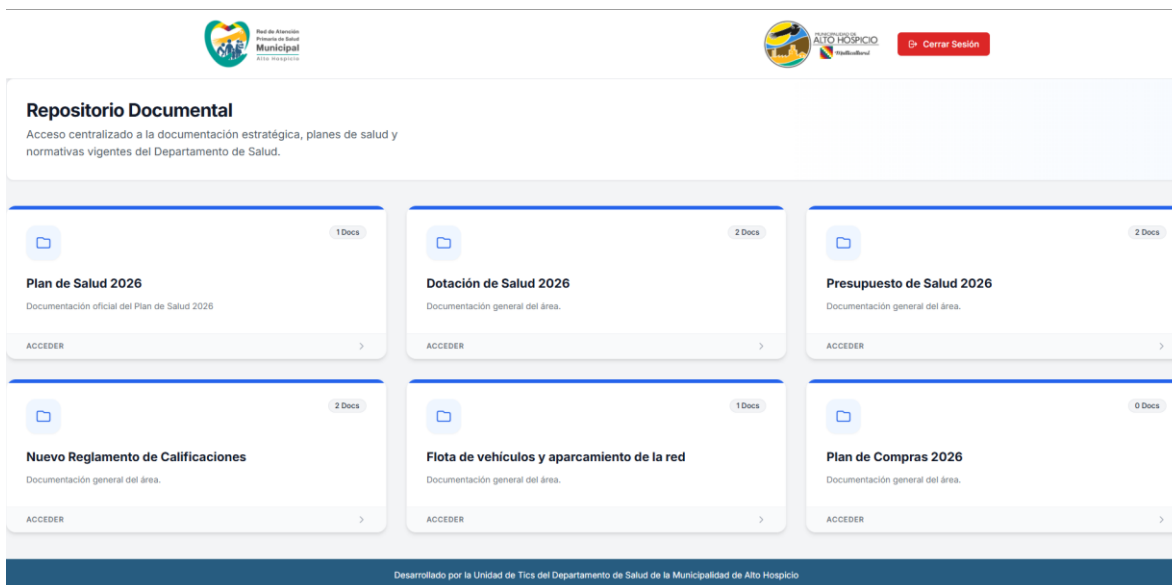 Red de Atención
Primaria de Salud
Municipal
Alto Hospicio
MUNICIPALIDAD DE
ALTO HOSPICIO
Multicultural
Cerrar Sesión
Repositorio Documental
Acceso centralizado a la documentación estratégica, planes de salud y
normativas vigentes del Departamento de Salud.
1 Docs
Plan de Salud 2026
Documentación oficial del Plan de Salud 2026
ACCEDER
2 Docs
Dotación de Salud 2026
Documentación general del área.
ACCEDER
2 Docs
Presupuesto de Salud 2026
Documentación general del área.
ACCEDER
2 Docs
Nuevo Reglamento de Calificaciones
Documentación general del área.
ACCEDER
1 Docs
Flota de vehículos y aparcamiento de la red
Documentación general del área.
ACCEDER
0 Docs
Plan de Compras 2026
Documentación general del área.
ACCEDER
Desarrollado por la Unidad de Tics del Departamento de Salud de la Municipalidad de Alto Hospicio